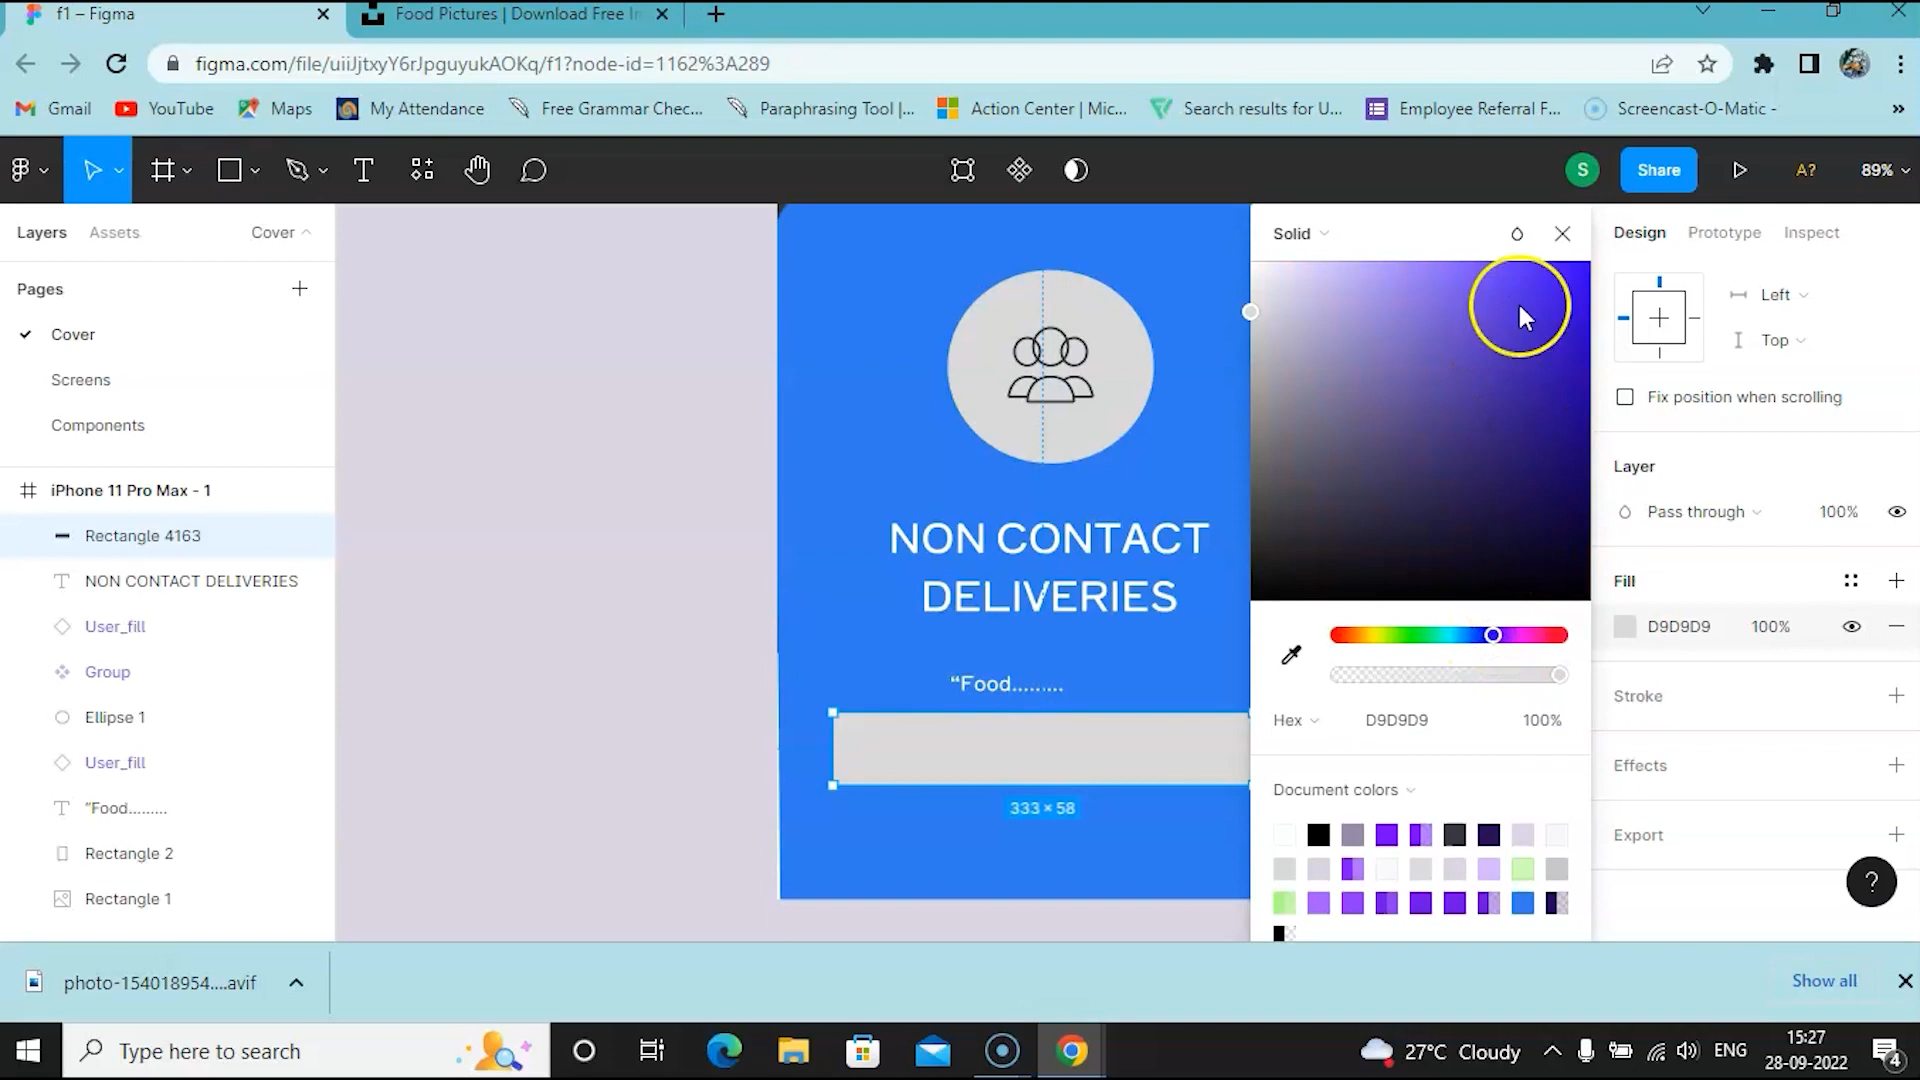 f1 – Figma
Food Pictures | Download Free I
figma.com/file/uiiJjtxyY6rJpguyukAOKq/f1?node-id=1162%3A289
Gmail
YouTube
Maps
My Attendance
Free Grammar Chec...
Paraphrasing Tool |...
Action Center | Mic...
Search results for U...
Employee Referral F...
Screencast-O-Matic -
»
S
Share
A?
89%
Layers
Assets
Cover
Solid
Design
Prototype
Inspect
Pages
Left
Cover
Top
Screens
Fix position when scrolling
Components
Layer
iPhone 11 Pro Max - 1
Pass through
100%
Rectangle 4163
NON CONTACT
DELIVERIES
NON CONTACT DELIVERIES
Fill
User_fill
D9D9D9
100%
Group
“Food.........
Stroke
Ellipse 1
Hex
D9D9D9
100%
User_fill
Effects
“Food.........
333 × 58
Document colors
Export
Rectangle 2
Rectangle 1
?
photo-154018954....avif
Show all
Type here to search
27°C Cloudy
ENG
15:27
28-09-2022
4